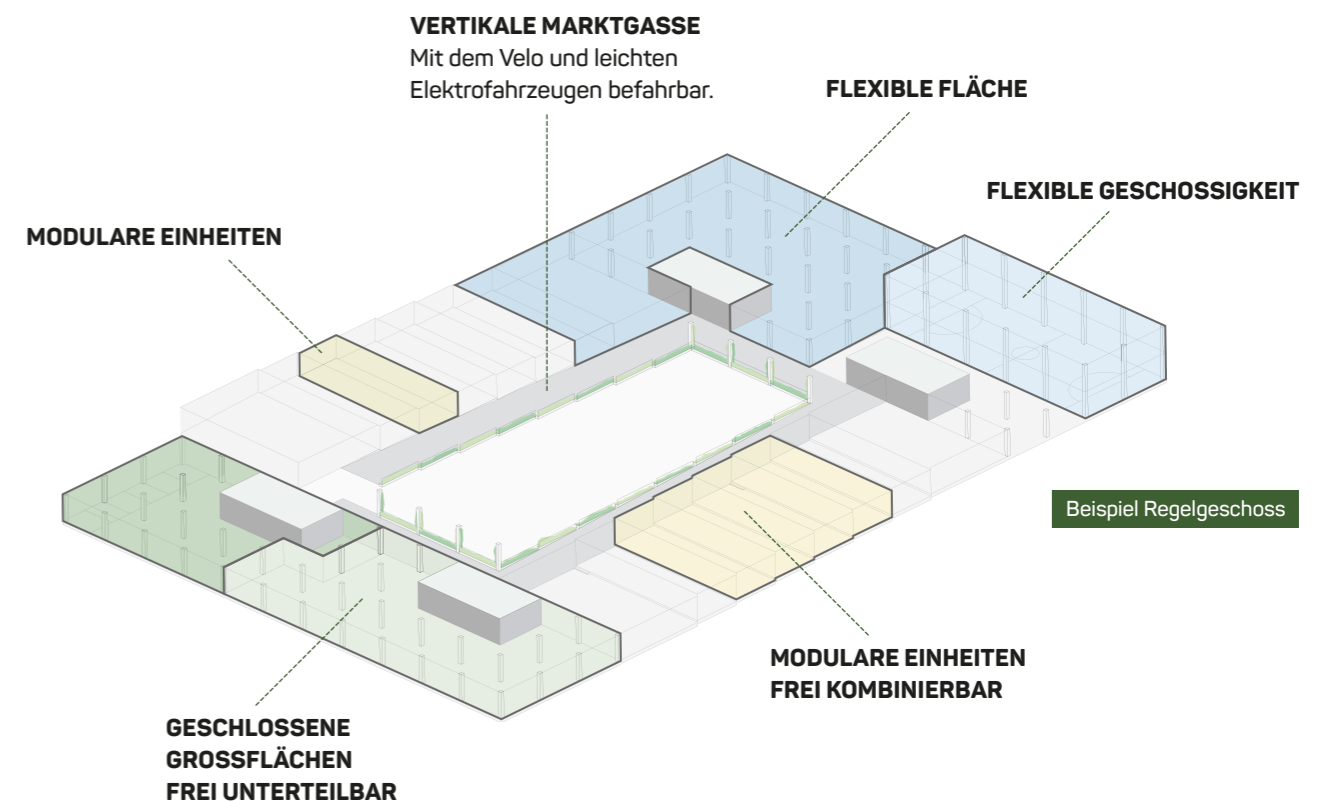 VERTIKALE MARKTGASSE
Mit dem Velo und leichten
Elektrofahrzeugen befahrbar.
FLEXIBLE FLÄCHE
FLEXIBLE GESCHOSSIGKEIT
MODULARE EINHEITEN
Beispiel Regelgeschoss
MODULARE EINHEITEN
FREI KOMBINIERBAR
GESCHLOSSENE
GROSSFLÄCHEN
FREI UNTERTEILBAR